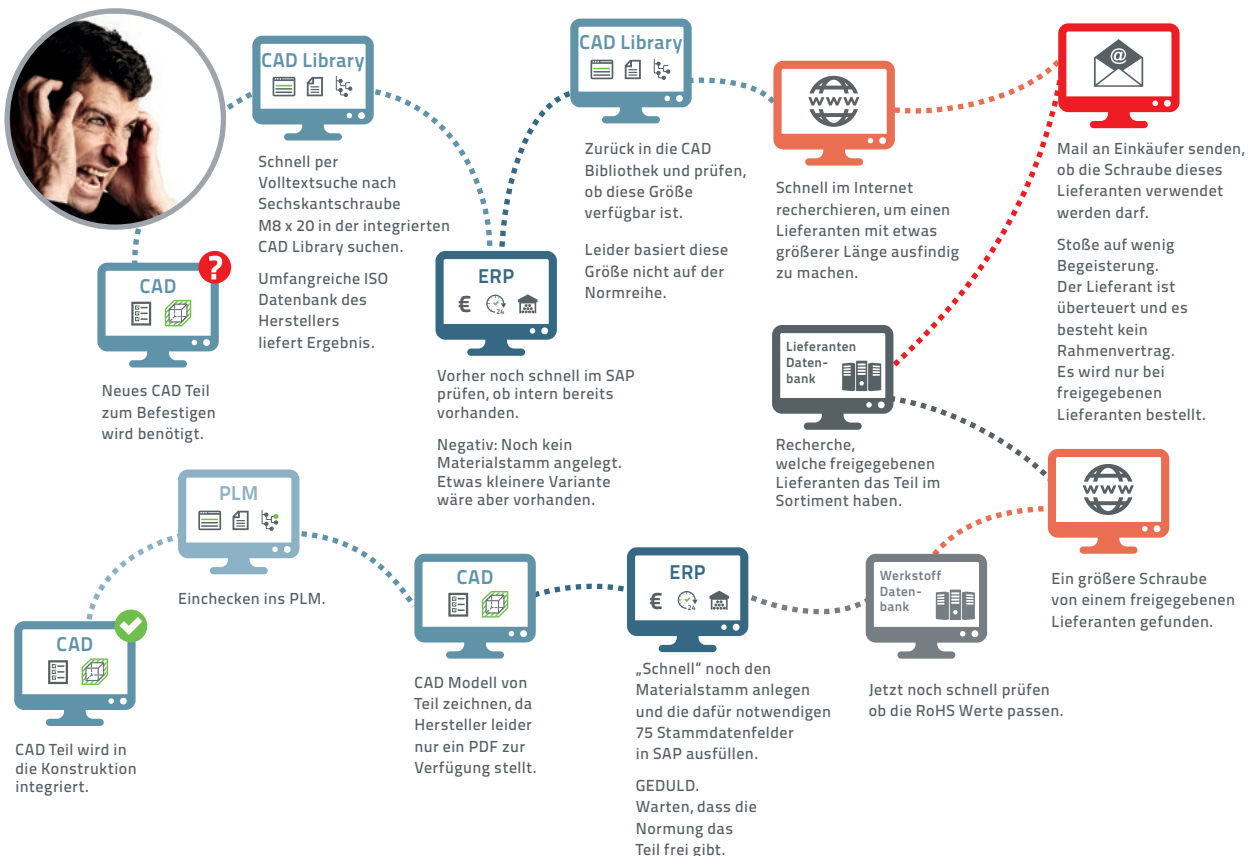 CAD
?
Neues CAD Teil
zum Befestigen
wird benötigt.
CAD Library
Schnell per
Volltextsuche nach
Sechskantschraube
M8 x 20 in der integrierten
CAD Library suchen.
Umfangreiche ISO
Datenbank des
Herstellers
liefert Ergebnis.
ERP
€
24
Vorher noch schnell im SAP
prüfen, ob intern bereits
vorhanden.
Negativ: Noch kein
Materialstamm angelegt.
Etwas kleinere Variante
wäre aber vorhanden.
CAD Library
Zurück in die CAD
Bibliothek und prüfen,
ob diese Größe
verfügbar ist.
Leider basiert diese
Größe nicht auf der
Normreihe.
www
Schnell im Internet
recherchieren, um einen
Lieferanten mit etwas
größerer Länge ausfindig
zu machen.
@
Mail an Einkäufer senden,
ob die Schraube dieses
Lieferanten verwendet
werden darf.
Stoße auf wenig
Begeisterung.
Der Lieferant ist
überteuert und es
besteht kein
Rahmenvertrag.
Es wird nur bei
freigegebenen
Lieferanten bestellt.
Lieferanten
Daten-
bank
Recherche,
welche freigegebenen
Lieferanten das Teil im
Sortiment haben.
www
Ein größere Schraube
von einem freigegebenen
Lieferanten gefunden.
Werkstoff
Daten-
bank
Jetzt noch schnell prüfen
ob die RoHS Werte passen.
ERP
€
24
„Schnell“ noch den
Materialstamm anlegen
und die dafür notwendigen
75 Stammdatenfelder
in SAP ausfüllen.
GEDULD.
Warten, dass die
Normung das
Teil frei gibt.
CAD
CAD Modell von
Teil zeichnen, da
Hersteller leider
nur ein PDF zur
Verfügung stellt.
PLM
Einchecken ins PLM.
CAD
CAD Teil wird in
die Konstruktion
integriert.